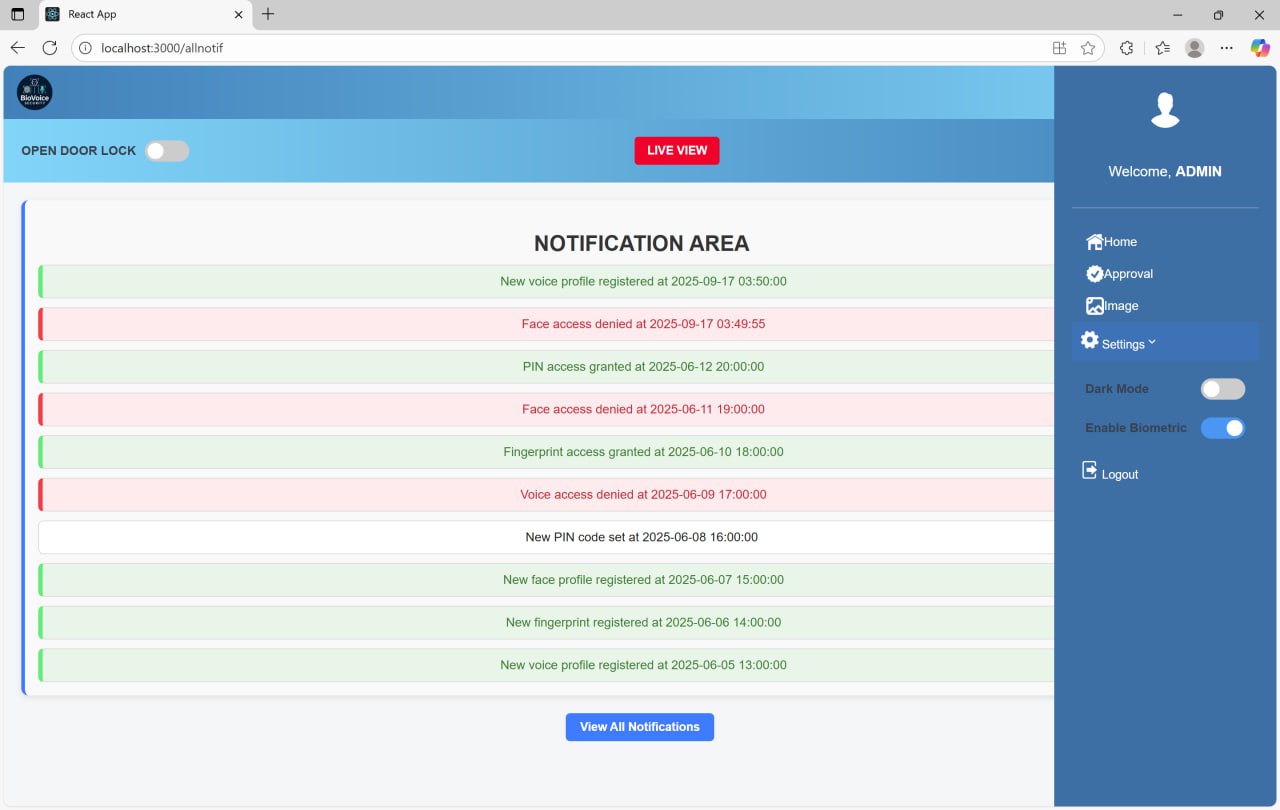 React App
localhost:3000/allnotif
BioVoice
SECURITY
OPEN DOOR LOCK
LIVE VIEW
NOTIFICATION AREA
New voice profile registered at 2025-09-17 03:50:00
Face access denied at 2025-09-17 03:49:55
PIN access granted at 2025-06-12 20:00:00
Face access denied at 2025-06-11 19:00:00
Fingerprint access granted at 2025-06-10 18:00:00
Voice access denied at 2025-06-09 17:00:00
New PIN code set at 2025-06-08 16:00:00
New face profile registered at 2025-06-07 15:00:00
New fingerprint registered at 2025-06-06 14:00:00
New voice profile registered at 2025-06-05 13:00:00
View All Notifications
Welcome, ADMIN
Home
Approval
Image
Settings
Dark Mode
Enable Biometric
Logout